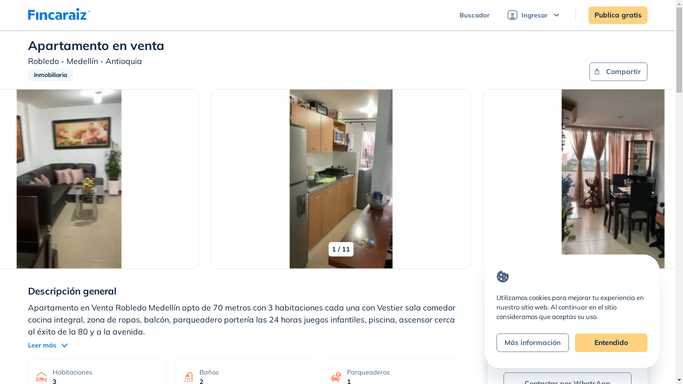 Fincaraiz
Buscador
Ingresar
Publica gratis
Apartamento en venta
Robledo - Medellín - Antioquia
Inmobiliaria
Compartir
1 / 11
Descripción general
Apartamento en Venta Robledo Medellín apto de 70 metros con 3 habitaciones cada una con Vestier sala comedor
cocina integral, zona de ropas, balcón, parqueadero portería las 24 horas juegos infantiles, piscina, ascensor cerca
al éxito de la 80 y a la avenida.
Leer más
Habitaciones
3
Baños
2
Parqueaderos
1
Utilizamos cookies para mejorar tu experiencia en
nuestro sitio web. Al continuar en el sitio
consideramos que aceptas su uso.
Más información
Entendido
Contactar por WhatsApp